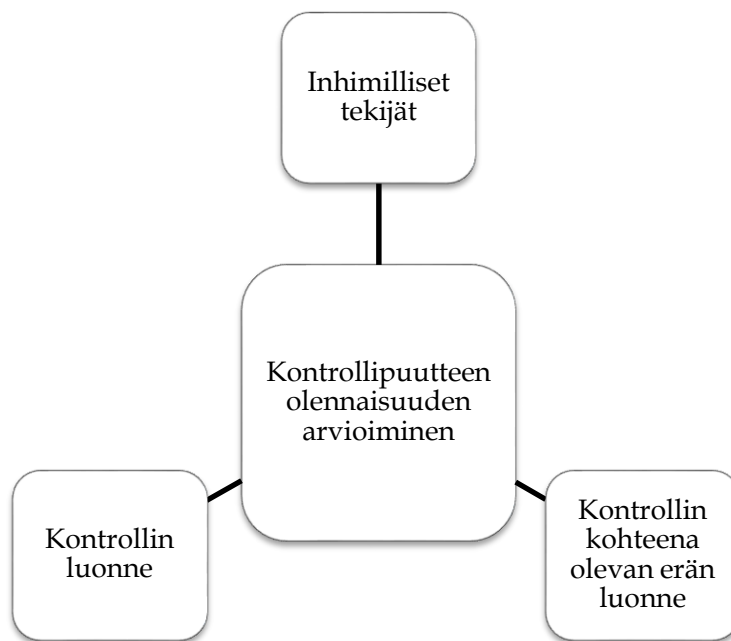 Inhimilliset
tekijät
Kontrollipuutteen
olennaisuuden
arvioiminen
Kontrollin
luonne
Kontrollin
kohteena
olevan erän
luonne